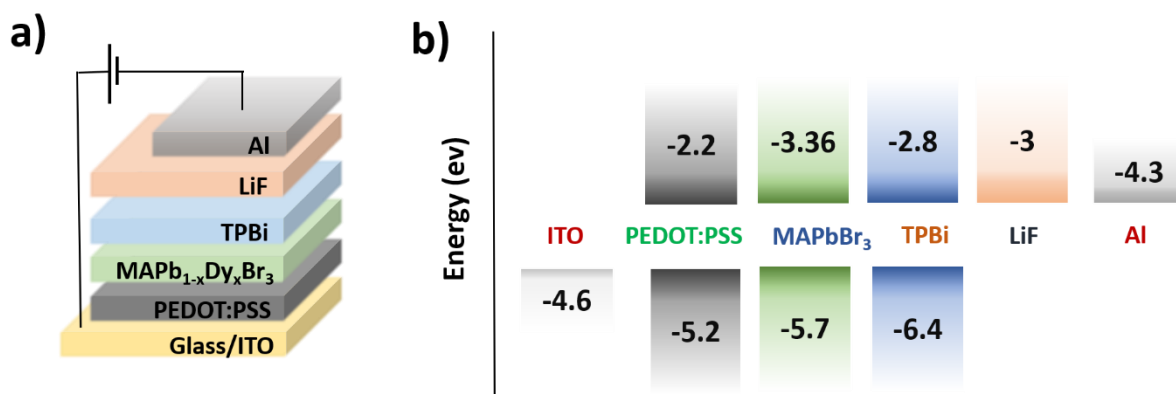 a)
Al
LiF
TPBi
MAPb₁₋ₓDyₓBr₃
PEDOT:PSS
Glass/ITO
b)
Energy (ev)
-2.2 -3.36 -2.8 -3 -4.3
ITO PEDOT:PSS MAPbBr₃ TPBi LiF Al
-4.6 -5.2 -5.7 -6.4